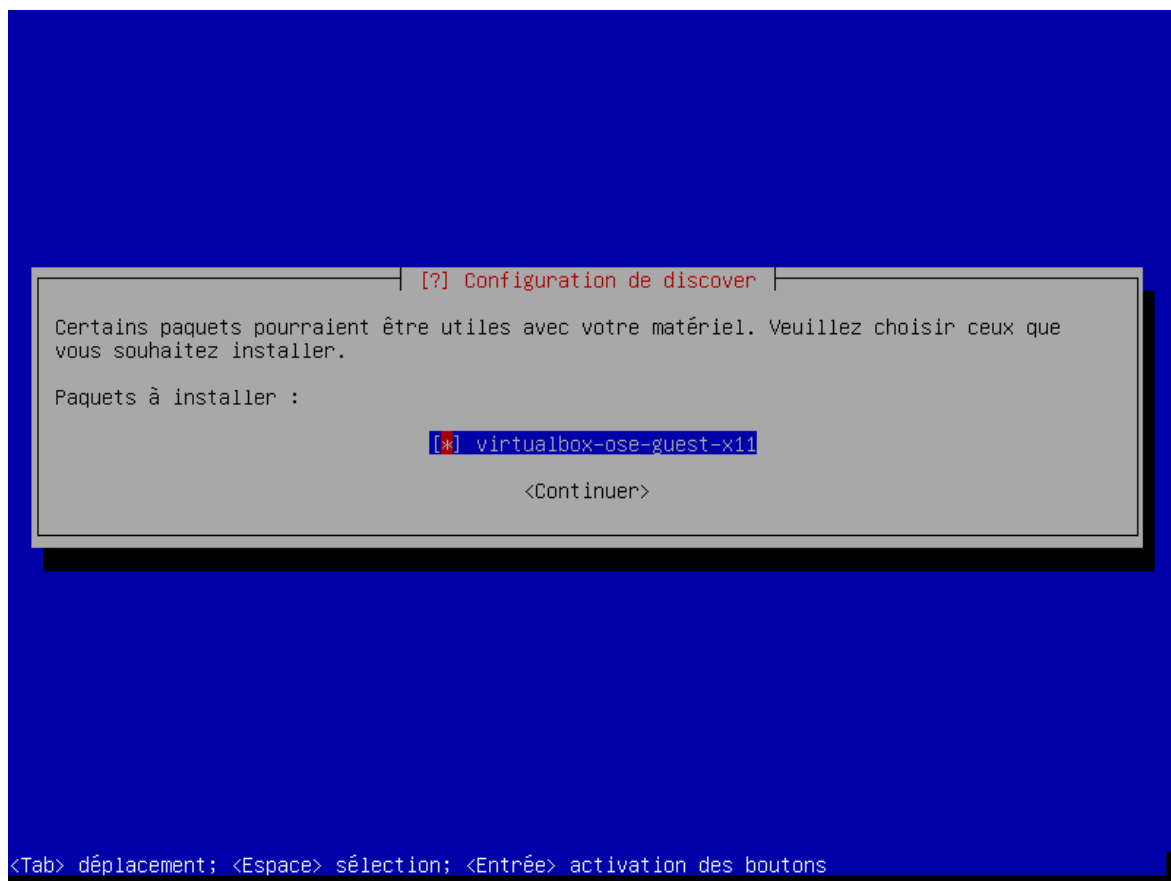 [?] Configuration de discover
Certains paquets pourraient être utiles avec votre matériel. Veuillez choisir ceux que
vous souhaitez installer.
Paquets à installer :
[*] virtualbox-ose-guest-x11
<Continuer>
<Tab> déplacement; <Espace> sélection; <Entrée> activation des boutons